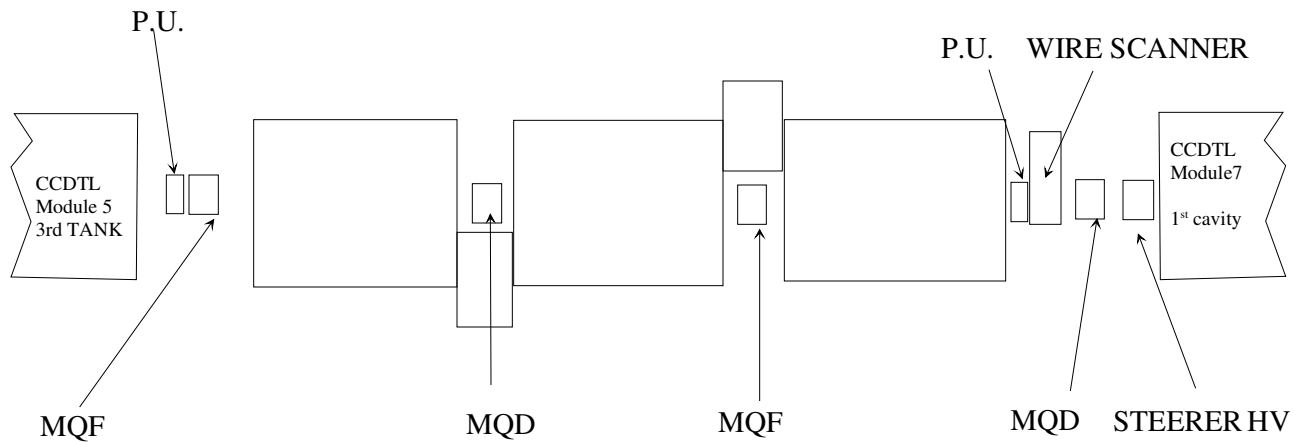 P.U.
P.U.
WIRE SCANNER
CCDTL
Module 5
3rd TANK
CCDTL
Module7
1st cavity
MQF
MQD
MQF
MQD
STEERER HV